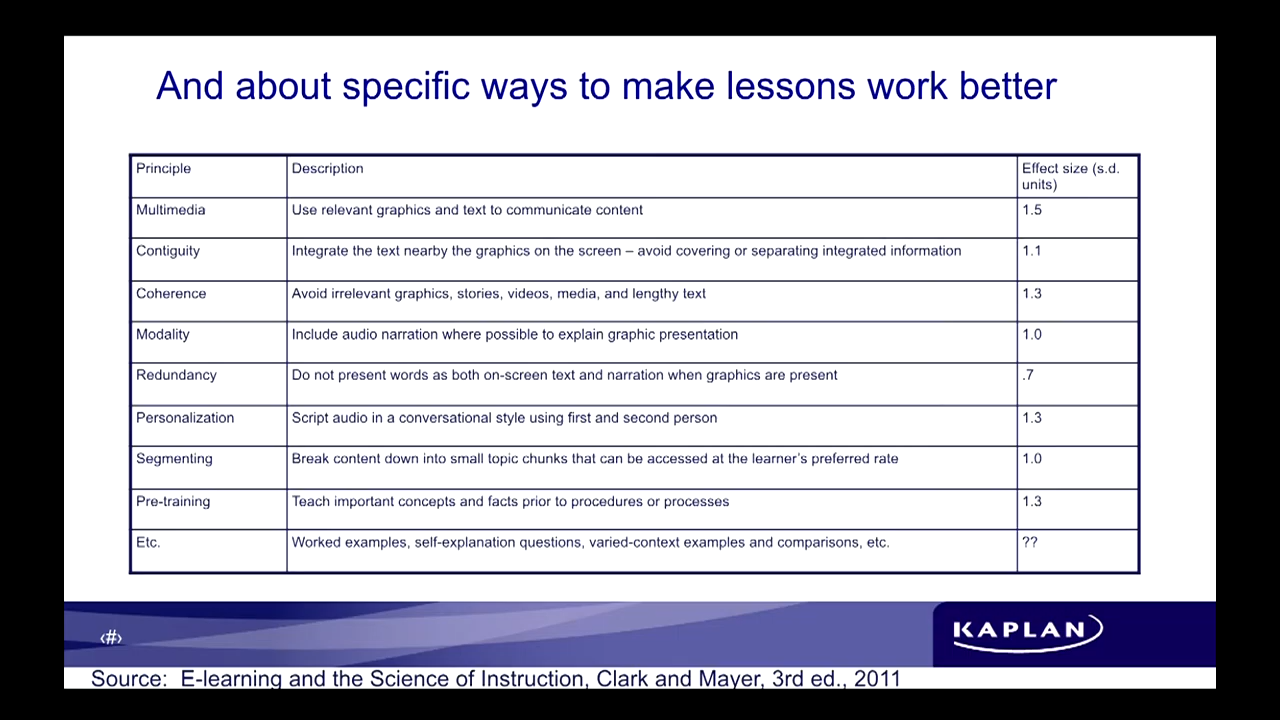 And about specific ways to make lessons work better
Principle Description Effect size (s.d. units)
Multimedia Use relevant graphics and text to communicate content 1.5
Contiguity Integrate the text nearby the graphics on the screen – avoid covering or separating integrated information 1.1
Coherence Avoid irrelevant graphics, stories, videos, media, and lengthy text 1.3
Modality Include audio narration where possible to explain graphic presentation 1.0
Redundancy Do not present words as both on-screen text and narration when graphics are present .7
Personalization Script audio in a conversational style using first and second person 1.3
Segmenting Break content down into small topic chunks that can be accessed at the learner’s preferred rate 1.0
Pre-training Teach important concepts and facts prior to procedures or processes 1.3
Etc. Worked examples, self-explanation questions, varied-context examples and comparisons, etc. ??
‹#›
KAPLAN
Source: E-learning and the Science of Instruction, Clark and Mayer, 3rd ed., 2011